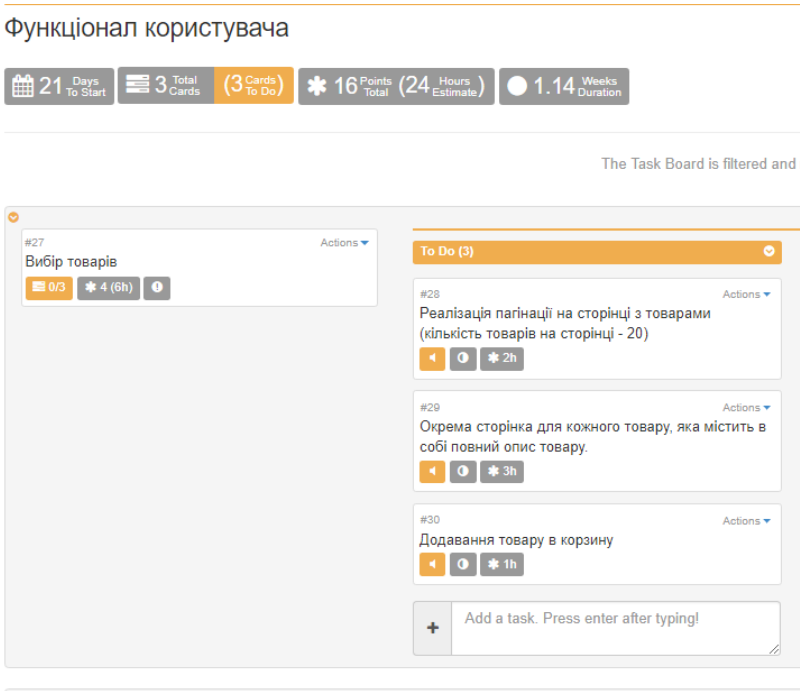 Функціонал користувача
21 Days To Start
3 Total Cards (3 Cards To Do)
16 Points Total (24 Hours Estimate)
1.14 Weeks Duration
The Task Board is filtered and
#27 Actions
Вибір товарів
0/3 4 (6h)
To Do (3)
#28 Actions
Реалізація пагінації на сторінці з товарами
(кількість товарів на сторінці - 20)
2h
#29 Actions
Окрема сторінка для кожного товару, яка містить в
собі повний опис товару.
3h
#30 Actions
Додавання товару в корзину
1h
Add a task. Press enter after typing!